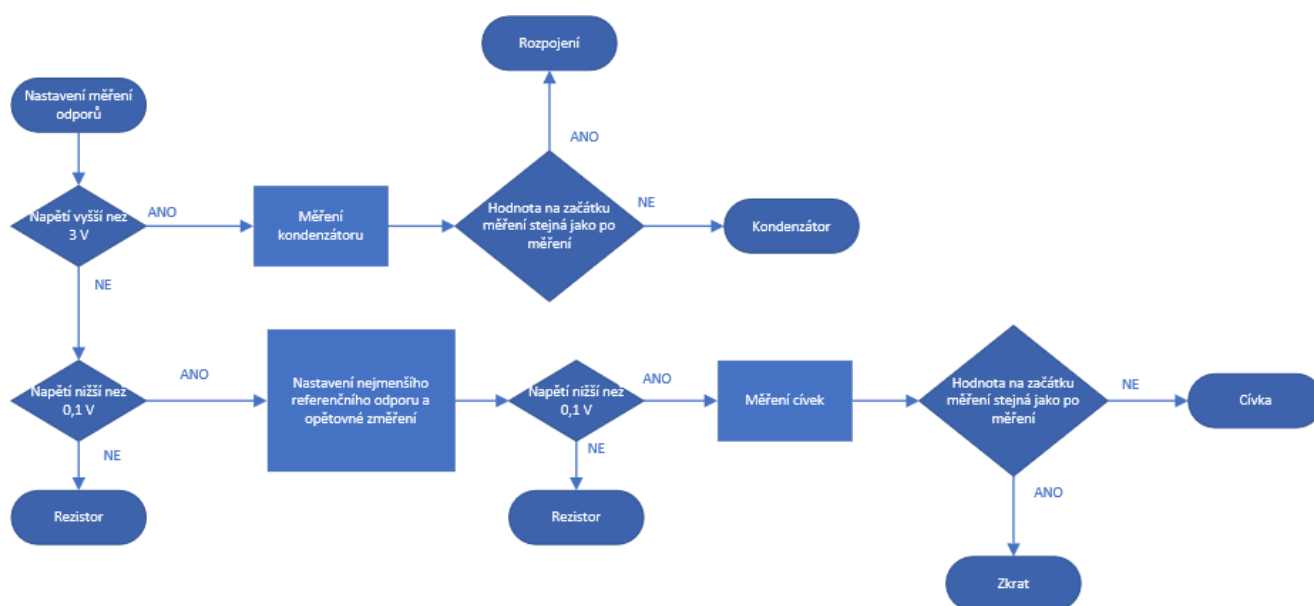 Rozpojení
Nastavení měření
odporů
ANO
Napětí vyšší než
3 V
ANO
Měření
kondenzátoru
Hodnota na začátku
měření stejná jako po
měření
NE
Kondenzátor
NE
Napětí nižší než
0,1 V
ANO
Nastavení nejmenšího
referenčního odporu a
opětovné změření
Napětí nižší než
0,1 V
ANO
Měření cívek
Hodnota na začátku
měření stejná jako po
měření
NE
Cívka
NE
Rezistor
NE
Rezistor
ANO
Zkrat